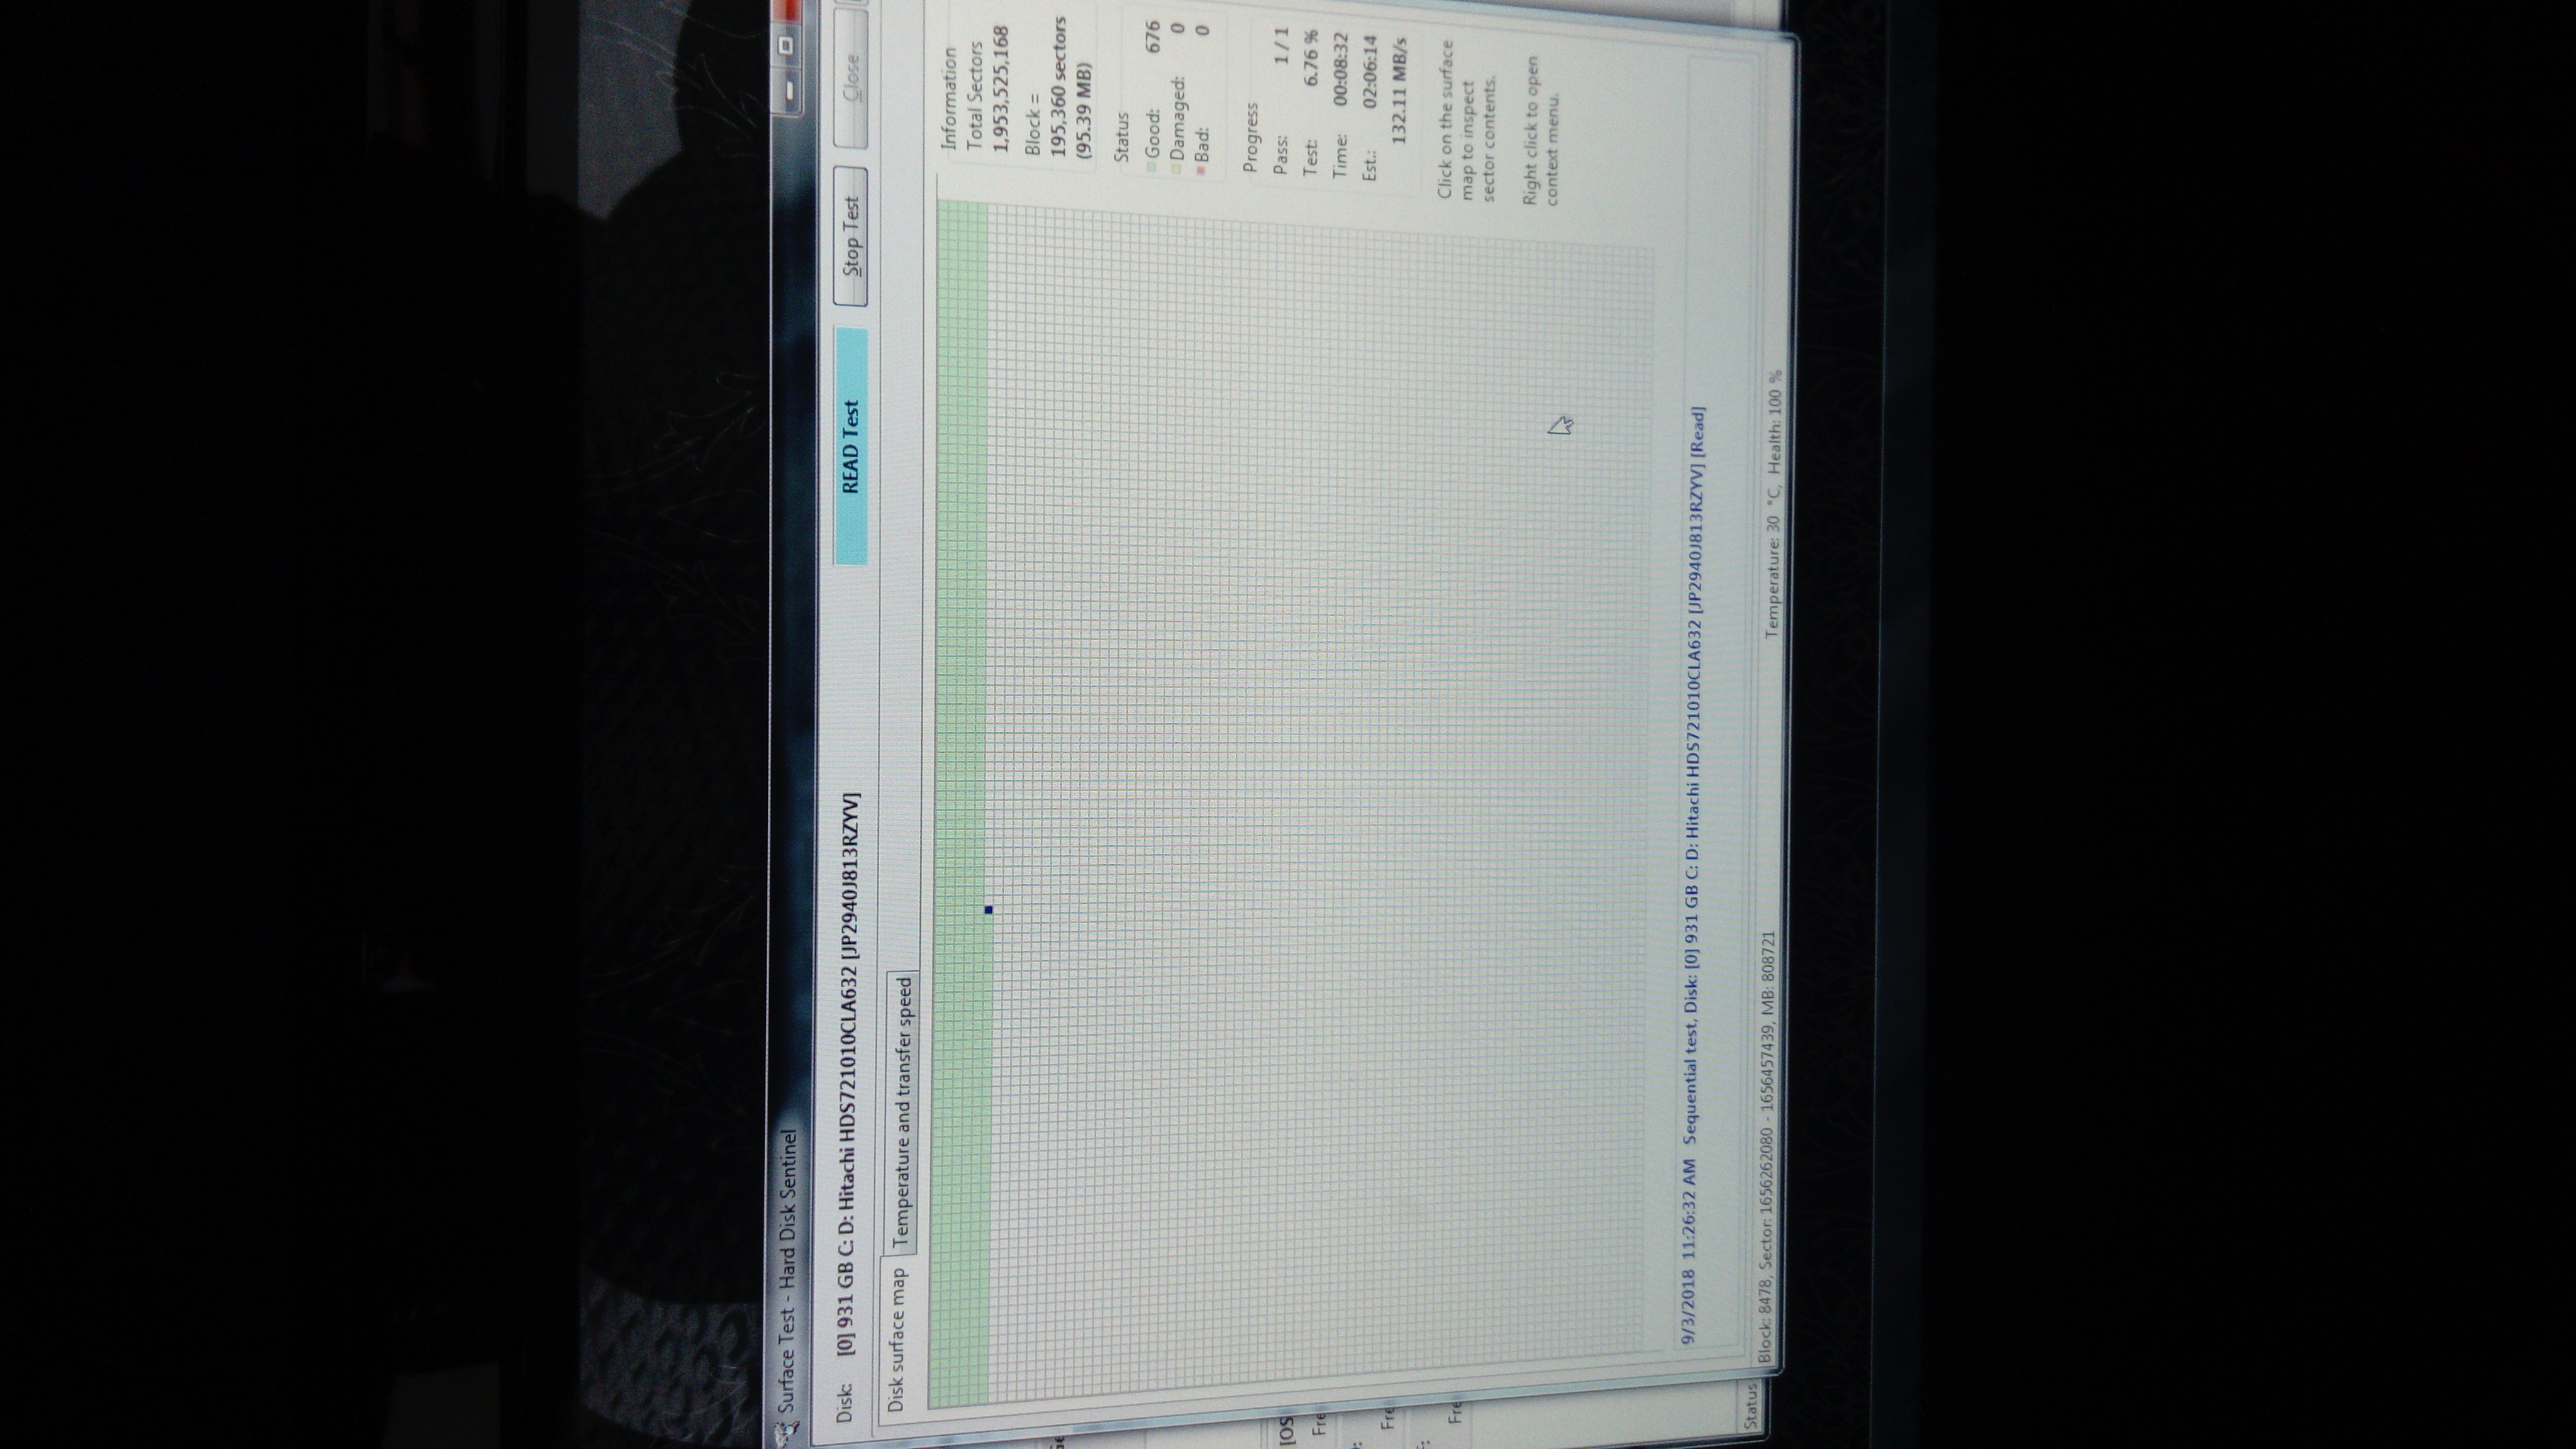 Surface Test - Hard Disk Sentinel
Disk: [0] 931 GB C: D: Hitachi HDS721010CLA632 [JP2940J813RZYV]
READ Test
Stop Test
Close
Disk surface map
Temperature and transfer speed
Information
Total Sectors
1,953,525,168
Block =
195,360 sectors
(95.39 MB)
Status
Good: 676
Damaged: 0
Bad: 0
Progress
Pass: 1 / 1
Test: 6.76 %
Time: 00:08:32
Est.: 02:06:14
132.11 MB/s
Click on the surface
map to inspect
sector contents.
Right click to open
context menu.
[OS
Fre
Fre
Fre
9/3/2018 11:26:32 AM Sequential test, Disk: [0] 931 GB C: D: Hitachi HDS721010CLA632 [JP2940J813RZYV] [Read]
Status
Block: 8478, Sector: 1656262080 - 1656457439, MB: 808721
Temperature: 30 °C, Health: 100 %